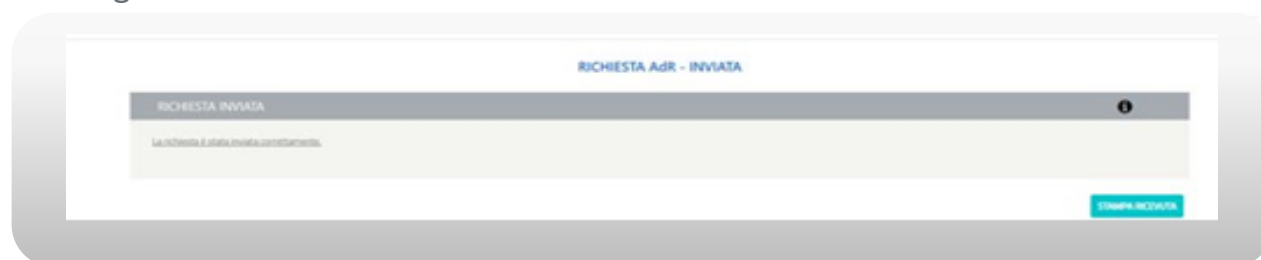 RICHIESTA AdR - INVIATA
RICHIESTA INVIATA
La richiesta è stata inviata correttamente.
STAMPA RICEVUTA